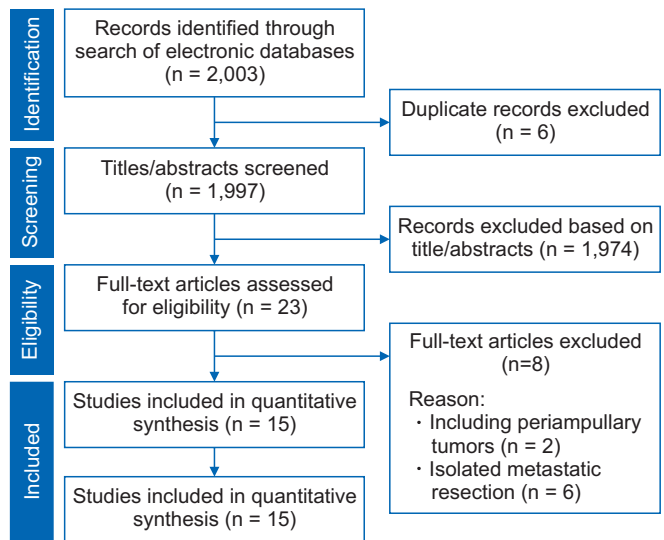 Identification
Records identified through
search of electronic databases
(n = 2,003)
Duplicate records excluded
(n = 6)
Screening
Titles/abstracts screened
(n = 1,997)
Records excluded based on
title/abstracts (n = 1,974)
Eligibility
Full-text articles assessed
for eligibility (n = 23)
Full-text articles excluded
(n=8)
Reason:
· Including periampullary
tumors (n = 2)
· Isolated metastatic
resection (n = 6)
Included
Studies included in quantitative
synthesis (n = 15)
Studies included in quantitative
synthesis (n = 15)